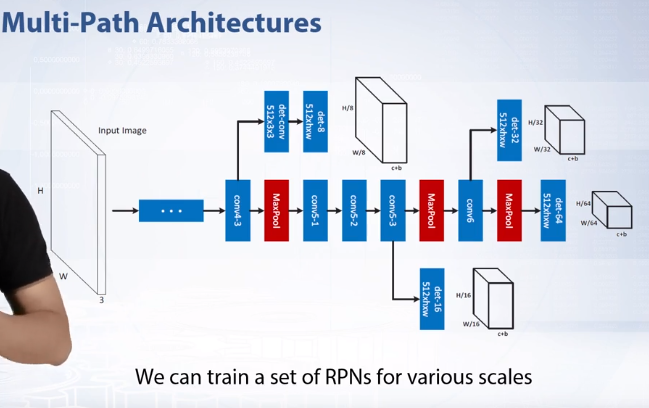 Multi-Path Architectures
Input Image
H
W
3
...
conv4-3
det-conv
512x3x3
det-8
512xhxw
H/8
W/8
c+b
MaxPool
conv5-1
conv5-2
conv5-3
det-16
512xhxw
H/16
W/16
c+b
MaxPool
conv6
det-32
512xhxw
H/32
W/32
c+b
MaxPool
det-64
512xhxw
H/64
W/64
c+b
We can train a set of RPNs for various scales